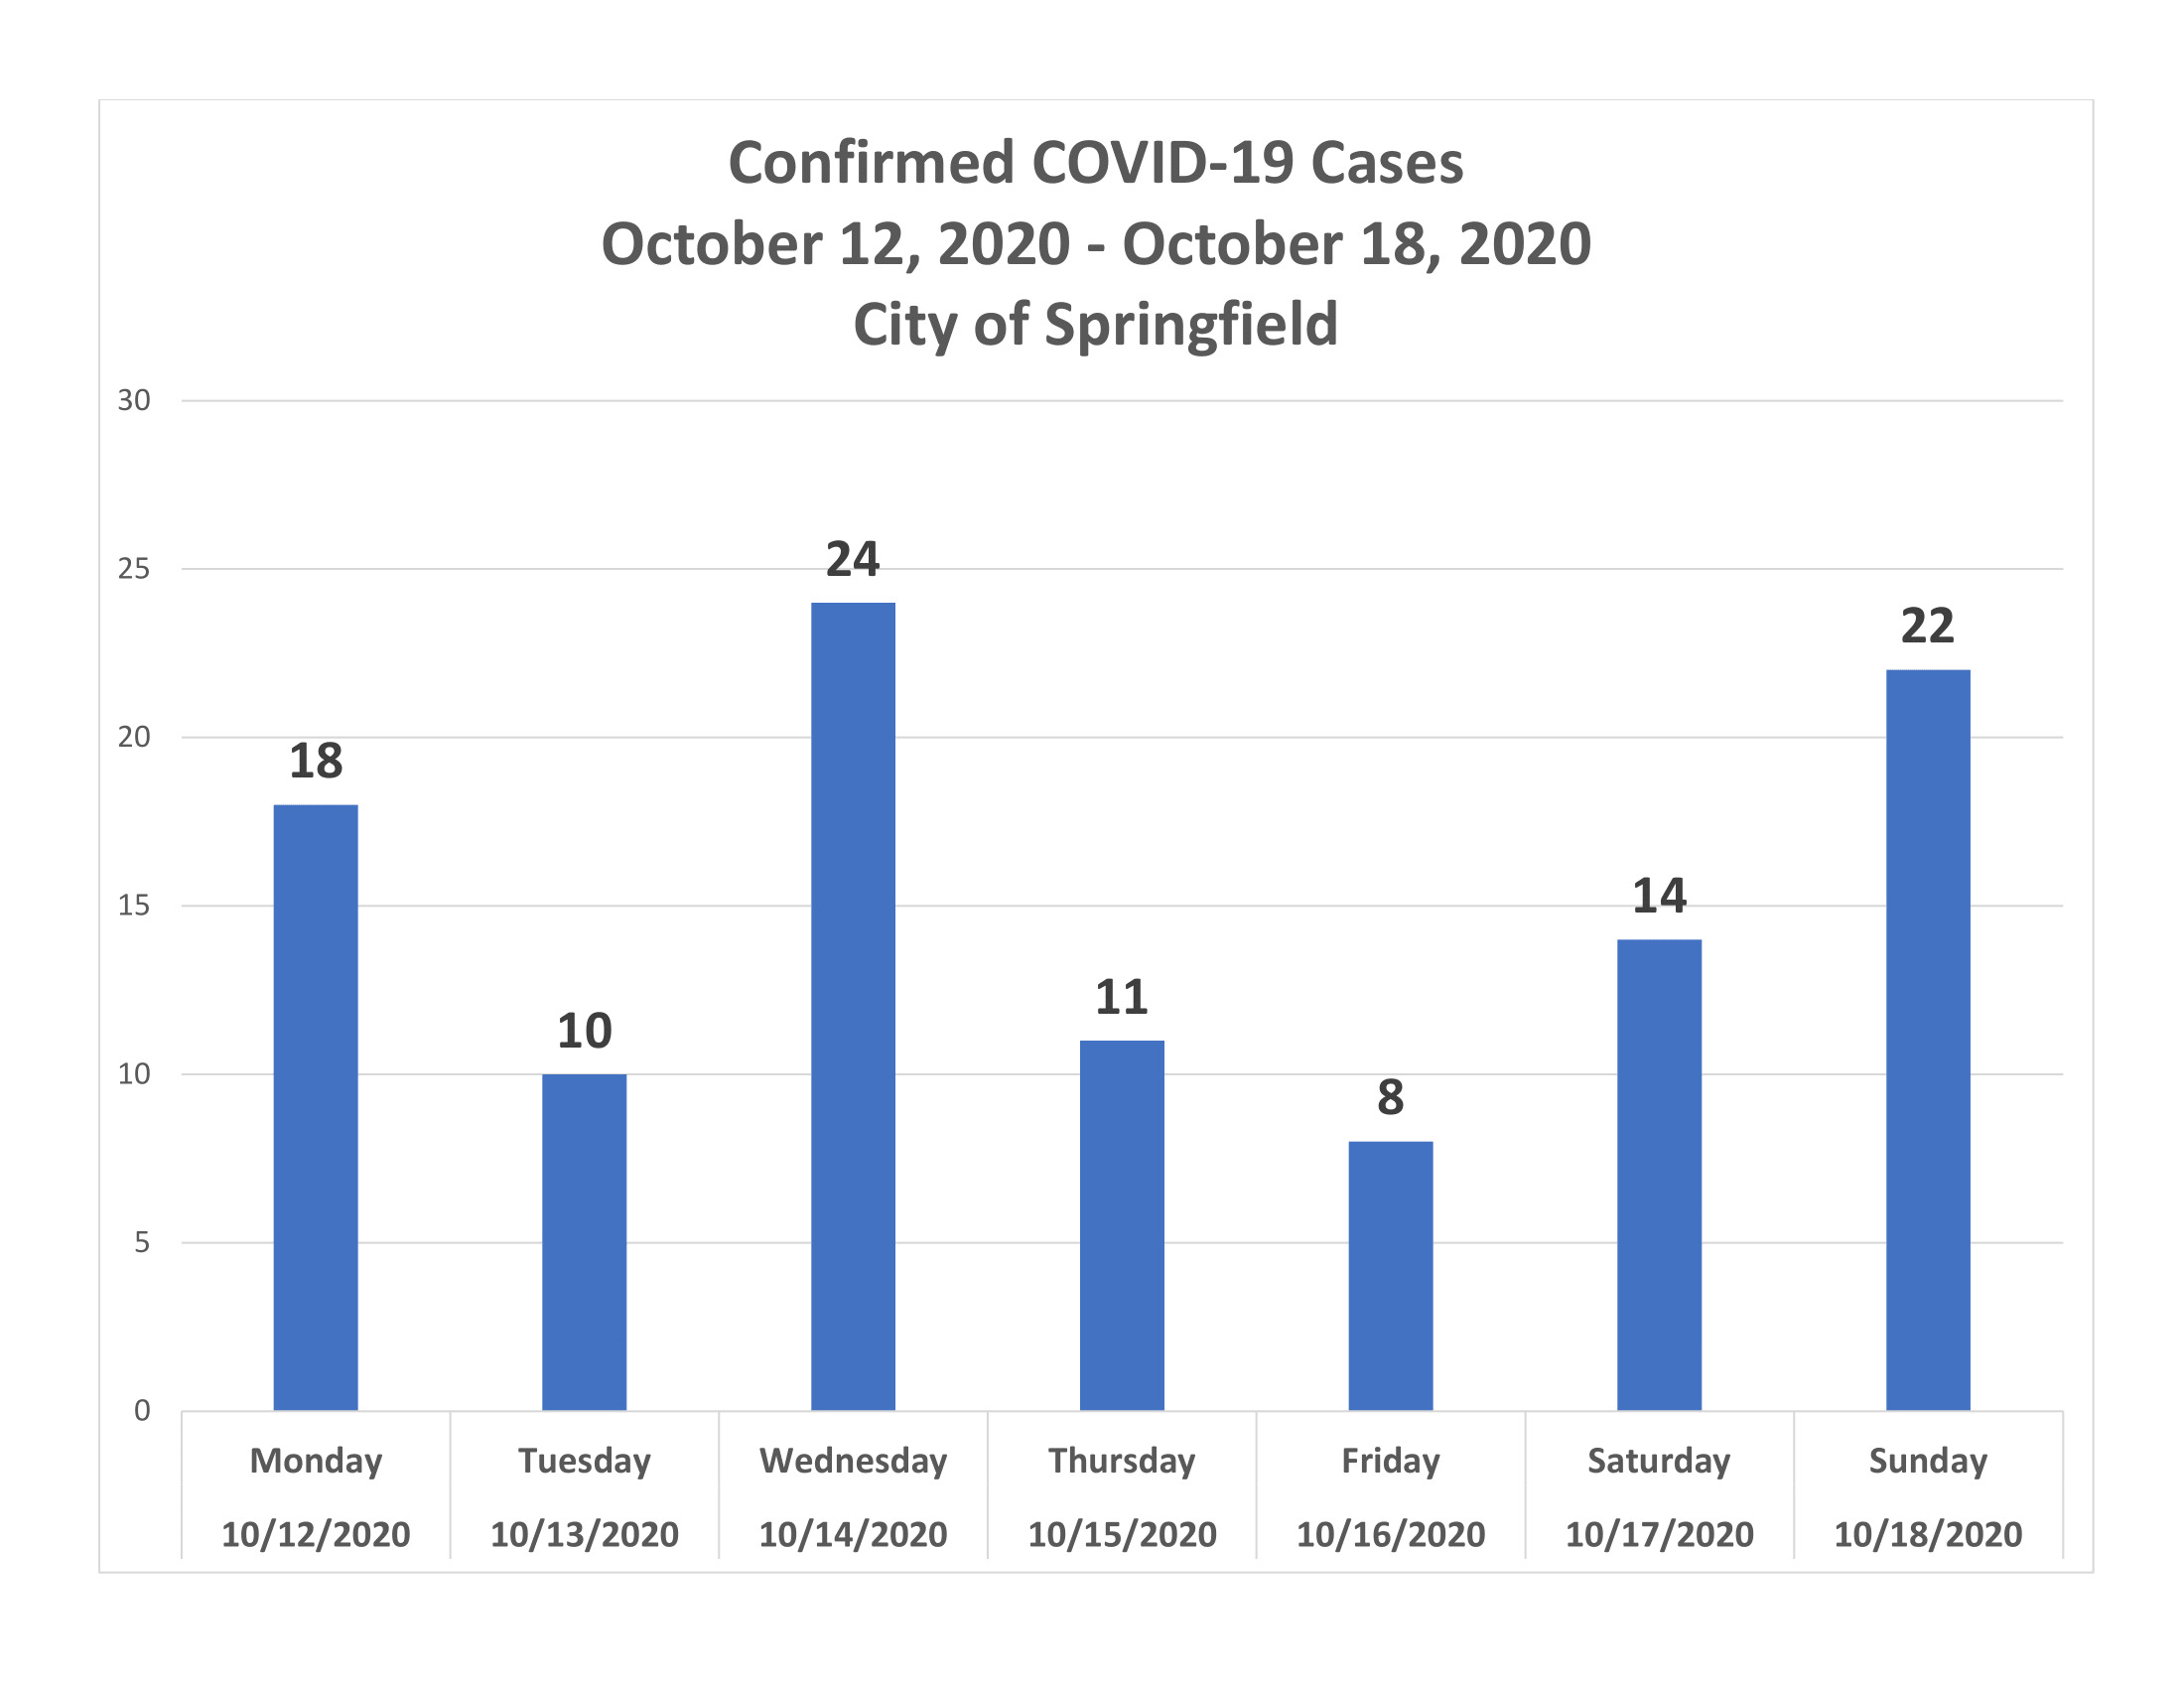 Confirmed COVID-19 Cases
October 12, 2020 - October 18, 2020
City of Springfield
30
25
20
15
10
5
0
18
10
24
11
8
14
22
Monday Tuesday Wednesday Thursday Friday Saturday Sunday
10/12/2020 10/13/2020 10/14/2020 10/15/2020 10/16/2020 10/17/2020 10/18/2020